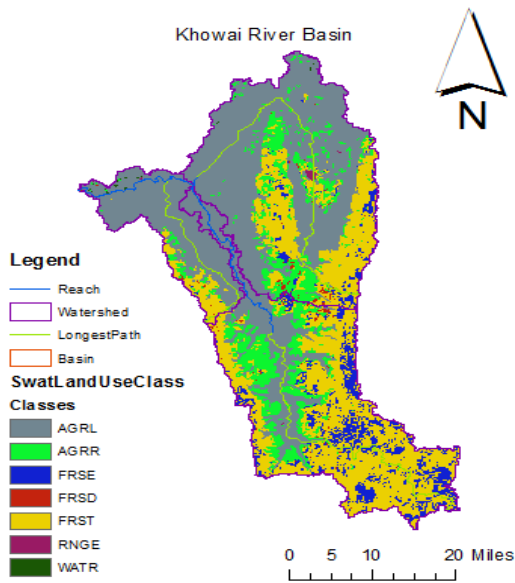 Khowai River Basin
N
Legend
Reach
Watershed
LongestPath
Basin
SwatLandUseClass
Classes
AGRL
AGRR
FRSE
FRSD
FRST
RNGE
WATR
0 5 10 20 Miles